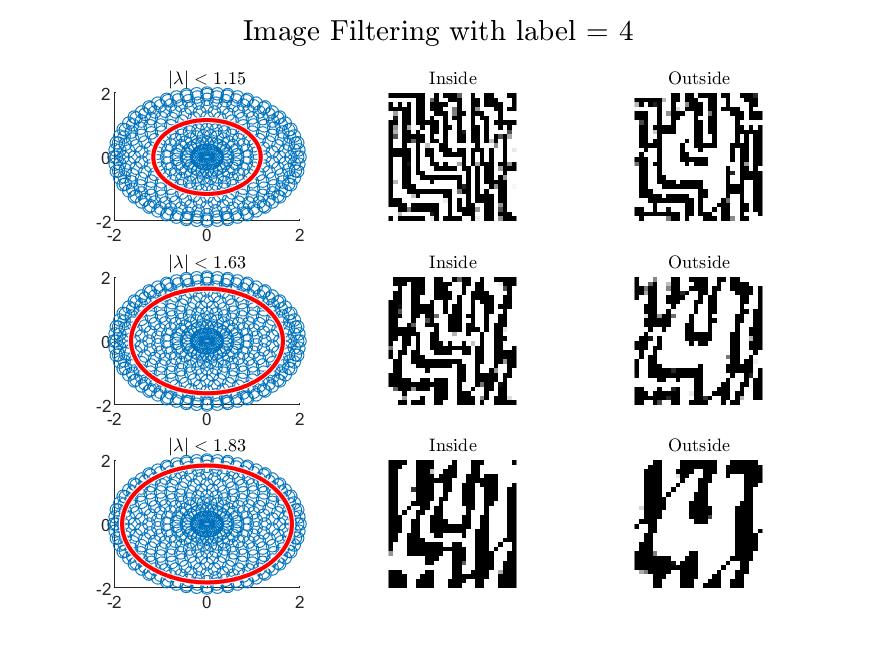 Image Filtering with label = 4
|λ| < 1.15 Inside Outside
2
0
-2
-2 0 2
|λ| < 1.63 Inside Outside
2
0
-2
-2 0 2
|λ| < 1.83 Inside Outside
2
0
-2
-2 0 2